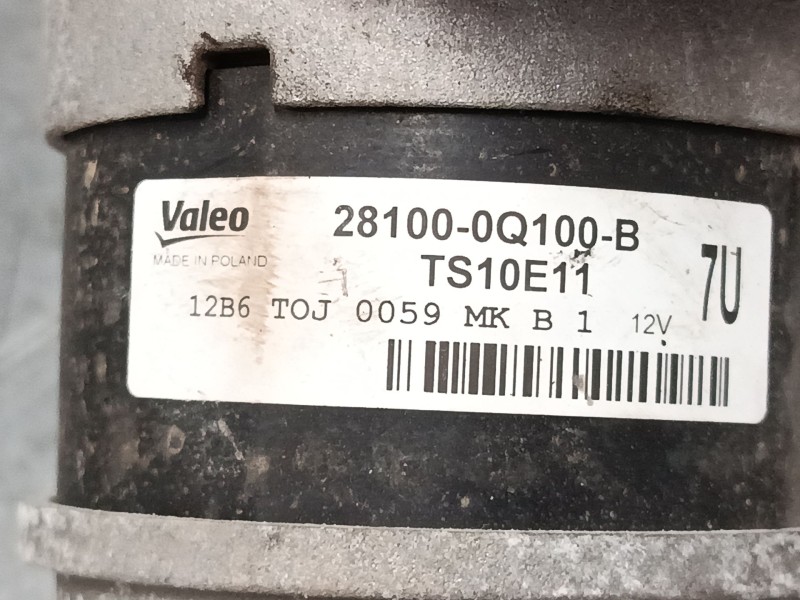 Valeo 28100-0Q100-B
MADE IN POLAND TS10E11 7U
12B6 TOJ 0059 MK B 1 12V